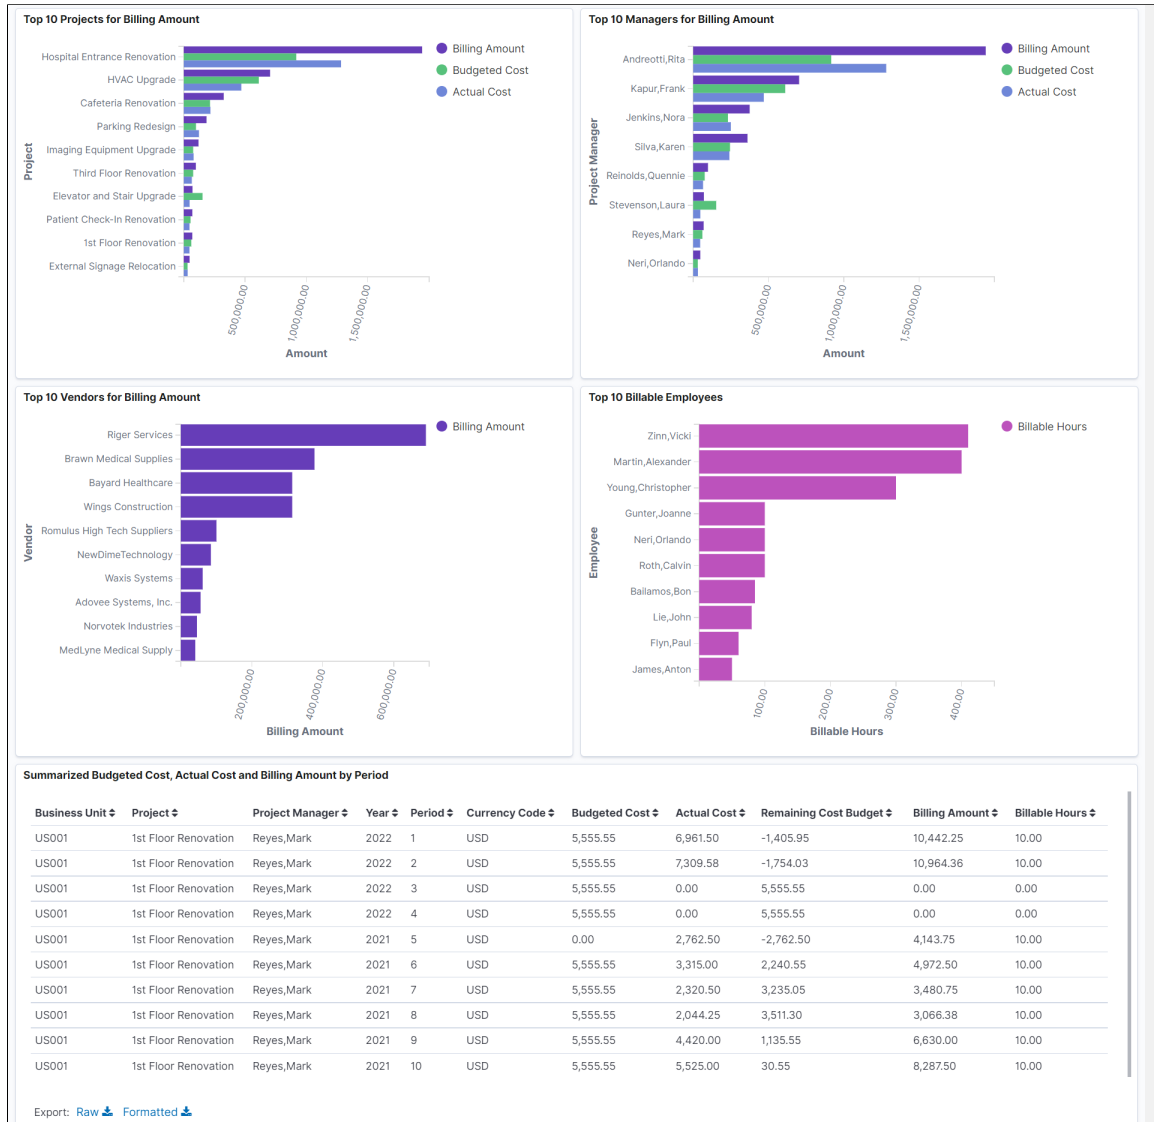 Top 10 Projects for Billing Amount
Project
Hospital Entrance Renovation
HVAC Upgrade
Cafeteria Renovation
Parking Redesign
Imaging Equipment Upgrade
Third Floor Renovation
Elevator and Stair Upgrade
Patient Check-In Renovation
1st Floor Renovation
External Signage Relocation
500,000.00
1,000,000.00
1,500,000.00
Amount
Billing Amount
Budgeted Cost
Actual Cost
Top 10 Managers for Billing Amount
Project Manager
Andreotti,Rita
Kapur,Frank
Jenkins,Nora
Silva,Karen
Reinolds,Quennie
Stevenson,Laura
Reyes,Mark
Neri,Orlando
500,000.00
1,000,000.00
1,500,000.00
Amount
Billing Amount
Budgeted Cost
Actual Cost
Top 10 Vendors for Billing Amount
Vendor
Riger Services
Brawn Medical Supplies
Bayard Healthcare
Wings Construction
Romulus High Tech Suppliers
NewDimeTechnology
Waxis Systems
Adovee Systems, Inc.
Norvotek Industries
MedLyne Medical Supply
200,000.00
400,000.00
600,000.00
Billing Amount
Billing Amount
Top 10 Billable Employees
Employee
Zinn,Vicki
Martin,Alexander
Young,Christopher
Gunter,Joanne
Neri,Orlando
Roth,Calvin
Bailamos,Bon
Lie,John
Flyn,Paul
James,Anton
100.00
200.00
300.00
400.00
Billable Hours
Billable Hours
Summarized Budgeted Cost, Actual Cost and Billing Amount by Period
Business Unit Project Project Manager Year Period Currency Code Budgeted Cost Actual Cost Remaining Cost Budget Billing Amount Billable Hours
US001 1st Floor Renovation Reyes,Mark 2022 1 USD 5,555.55 6,961.50 -1,405.95 10,442.25 10.00
US001 1st Floor Renovation Reyes,Mark 2022 2 USD 5,555.55 7,309.58 -1,754.03 10,964.36 10.00
US001 1st Floor Renovation Reyes,Mark 2022 3 USD 5,555.55 0.00 5,555.55 0.00 0.00
US001 1st Floor Renovation Reyes,Mark 2022 4 USD 5,555.55 0.00 5,555.55 0.00 0.00
US001 1st Floor Renovation Reyes,Mark 2021 5 USD 0.00 2,762.50 -2,762.50 4,143.75 10.00
US001 1st Floor Renovation Reyes,Mark 2021 6 USD 5,555.55 3,315.00 2,240.55 4,972.50 10.00
US001 1st Floor Renovation Reyes,Mark 2021 7 USD 5,555.55 2,320.50 3,235.05 3,480.75 10.00
US001 1st Floor Renovation Reyes,Mark 2021 8 USD 5,555.55 2,044.25 3,511.30 3,066.38 10.00
US001 1st Floor Renovation Reyes,Mark 2021 9 USD 5,555.55 4,420.00 1,135.55 6,630.00 10.00
US001 1st Floor Renovation Reyes,Mark 2021 10 USD 5,555.55 5,525.00 30.55 8,287.50 10.00
Export: Raw Formatted